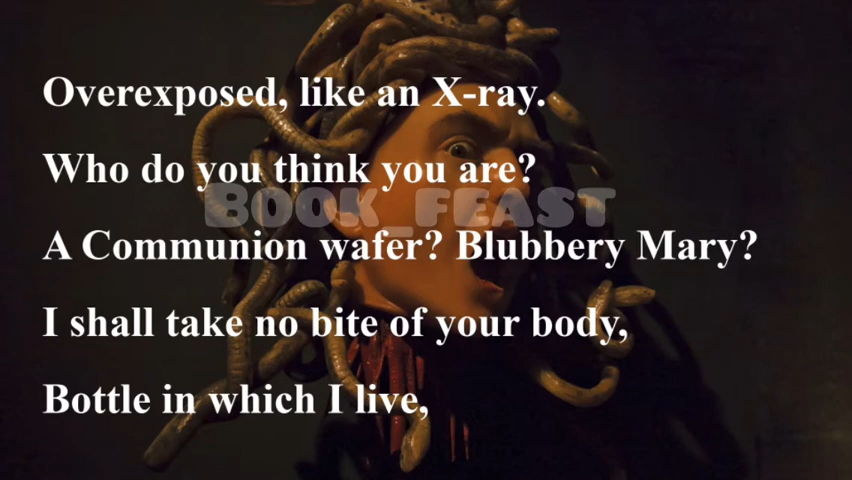 Overexposed, like an X-ray.
Who do you think you are?
BOOK_FEAST
A Communion wafer? Blubbery Mary?
I shall take no bite of your body,
Bottle in which I live,